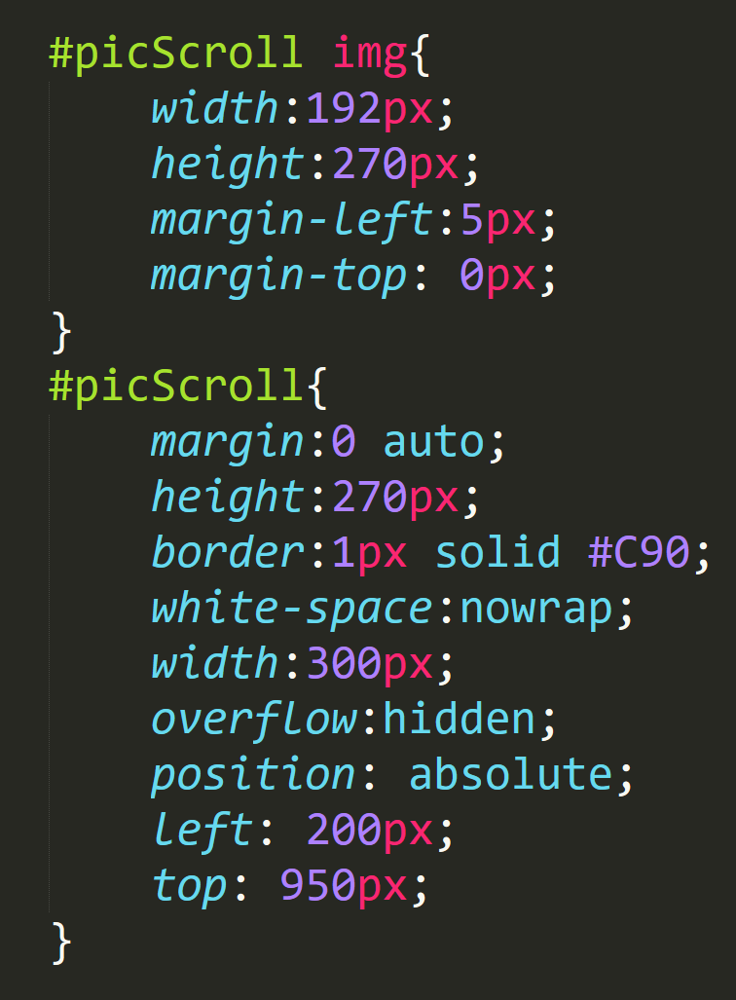 #picScroll img{
width:192px;
height:270px;
margin-left:5px;
margin-top: 0px;
}
#picScroll{
margin:0 auto;
height:270px;
border:1px solid #C90;
white-space:nowrap;
width:300px;
overflow:hidden;
position: absolute;
left: 200px;
top: 950px;
}